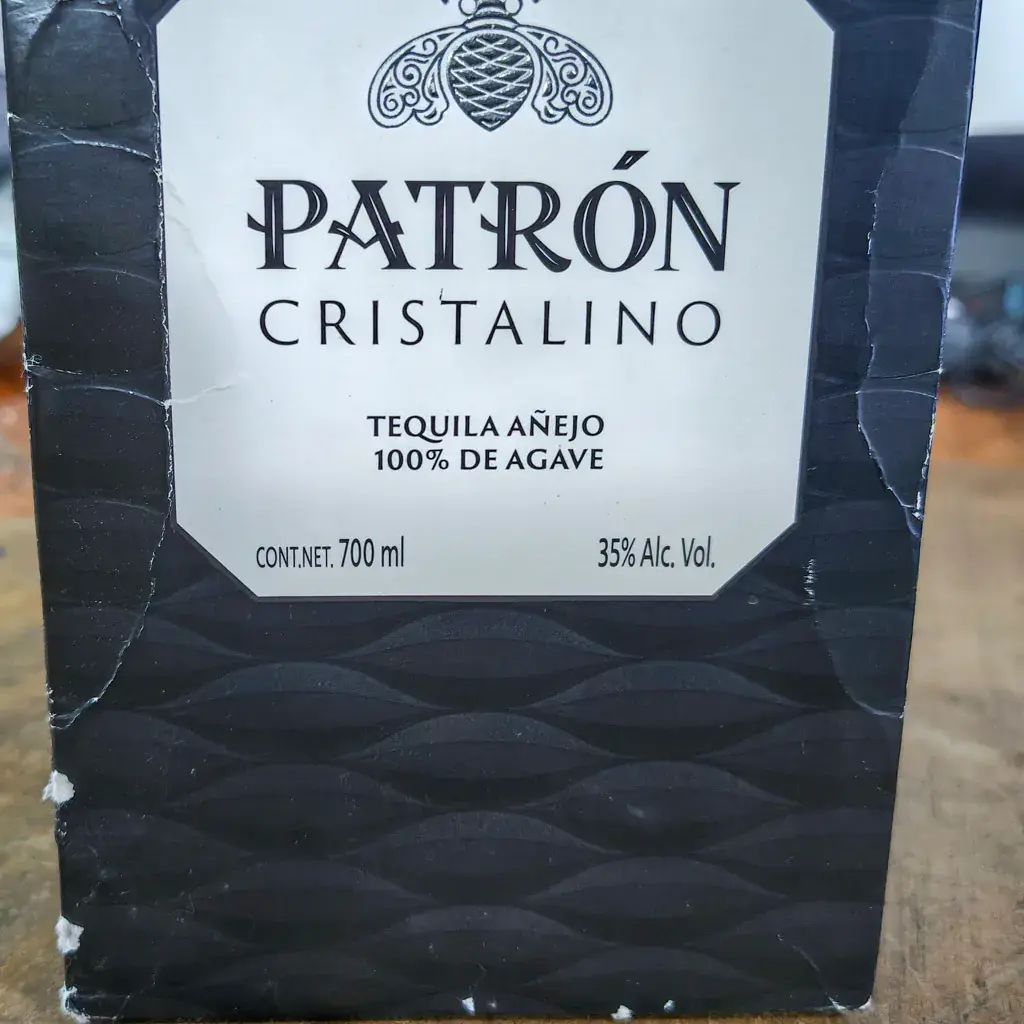 PATRÓN
CRISTALINO
TEQUILA AÑEJO
100% DE AGAVE
CONT.NET. 700 ml 35% Alc. Vol.